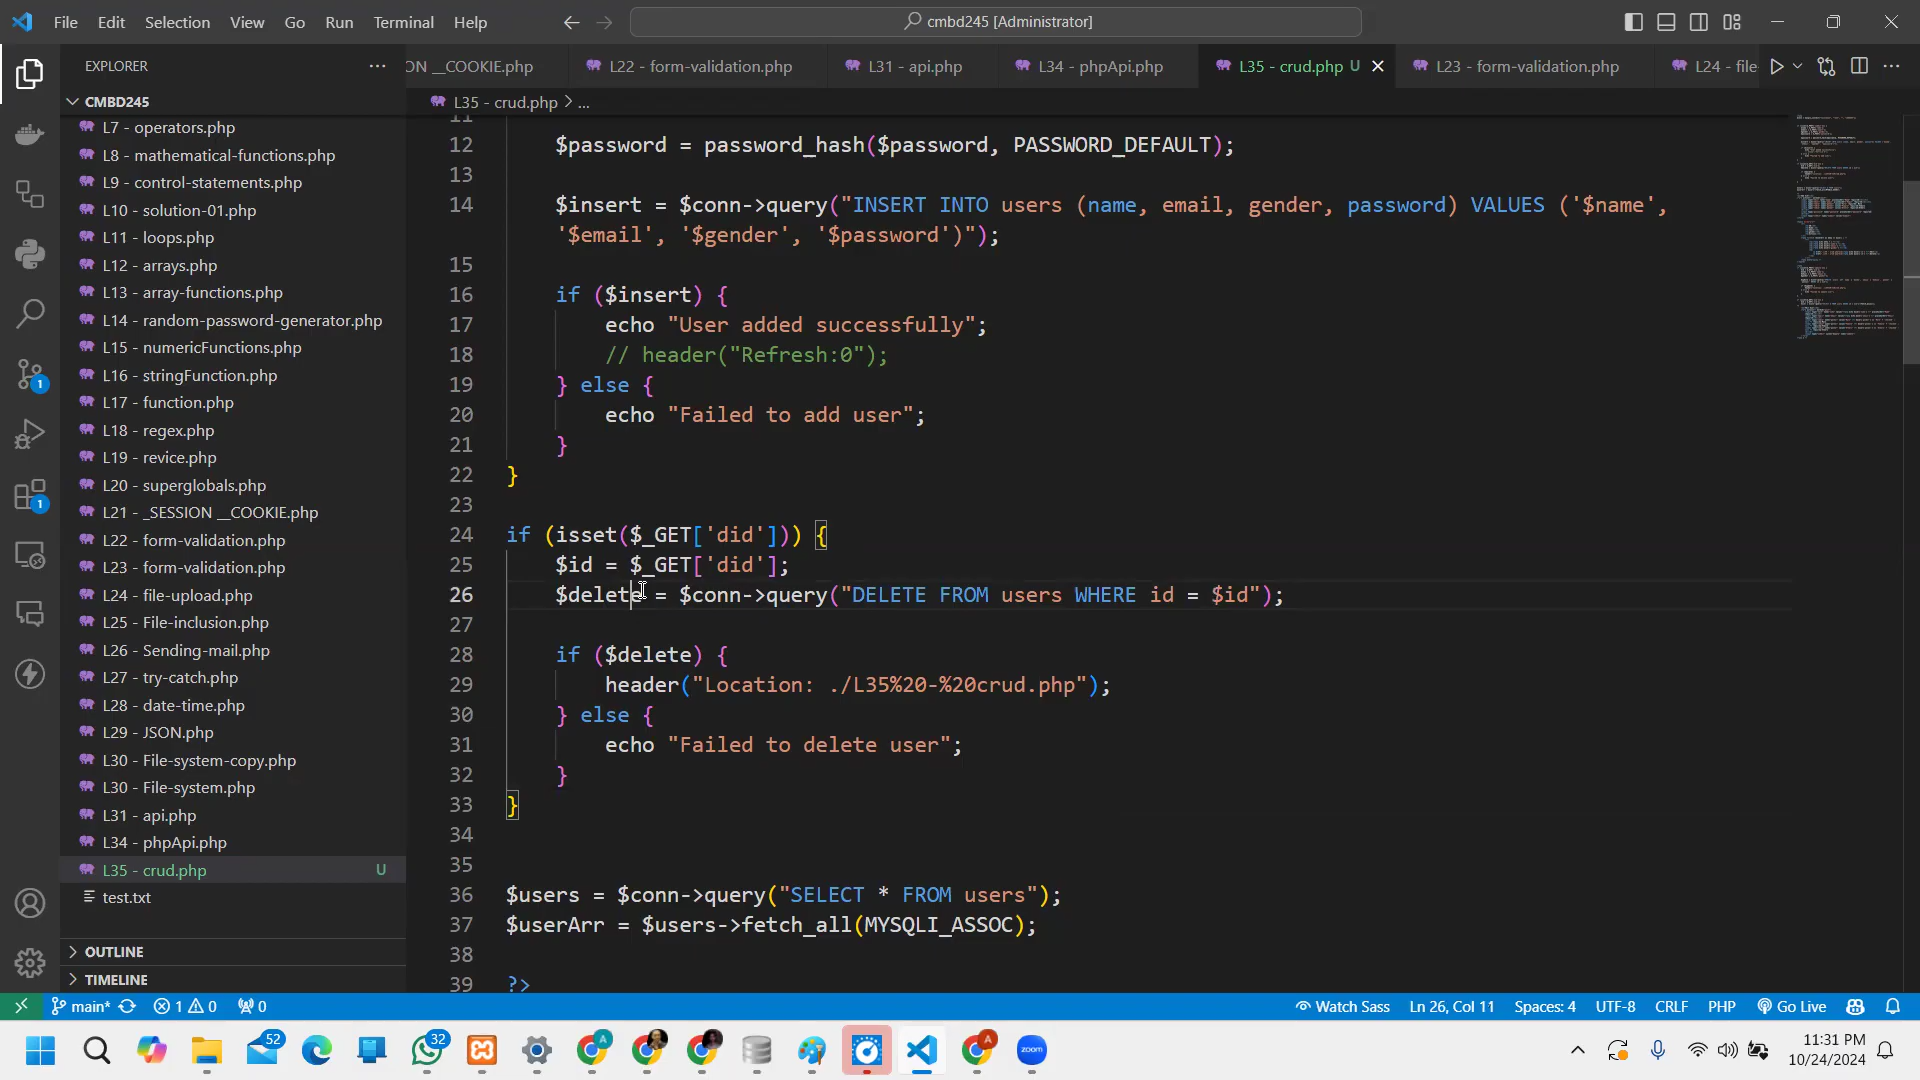 File Edit Selection View Go Run Terminal Help
cmbd245 [Administrator]
EXPLORER
ON __COOKIE.php
L22 - form-validation.php
L31 - api.php
L34 - phpApi.php
L35 - crud.php U
L23 - form-validation.php
L24 - file
CMBD245
L35 - crud.php > ...
L7 - operators.php
L8 - mathematical-functions.php
L9 - control-statements.php
L10 - solution-01.php
L11 - loops.php
L12 - arrays.php
L13 - array-functions.php
L14 - random-password-generator.php
L15 - numericFunctions.php
L16 - stringFunction.php
L17 - function.php
L18 - regex.php
L19 - revice.php
L20 - superglobals.php
L21 - _SESSION __COOKIE.php
L22 - form-validation.php
L23 - form-validation.php
L24 - file-upload.php
L25 - File-inclusion.php
L26 - Sending-mail.php
L27 - try-catch.php
L28 - date-time.php
L29 - JSON.php
L30 - File-system-copy.php
L30 - File-system.php
L31 - api.php
L34 - phpApi.php
L35 - crud.php U
test.txt
OUTLINE
TIMELINE
1
1
11
12 $password = password_hash($password, PASSWORD_DEFAULT);
13
14 $insert = $conn->query("INSERT INTO users (name, email, gender, password) VALUES ('$name',
'$email', '$gender', '$password')");
15
16 if ($insert) {
17 echo "User added successfully";
18 // header("Refresh:0");
19 } else {
20 echo "Failed to add user";
21 }
22 }
23
24 if (isset($_GET['did'])) {
25 $id = $_GET['did'];
26 $delete = $conn->query("DELETE FROM users WHERE id = $id");
27
28 if ($delete) {
29 header("Location: ./L35%20-%20crud.php");
30 } else {
31 echo "Failed to delete user";
32 }
33 }
34
35
36 $users = $conn->query("SELECT * FROM users");
37 $userArr = $users->fetch_all(MYSQLI_ASSOC);
38
39 ?>
main* 1 0 0
Watch Sass Ln 26, Col 11 Spaces: 4 UTF-8 CRLF PHP Go Live
52
32
A
A
zoom
11:31 PM
10/24/2024